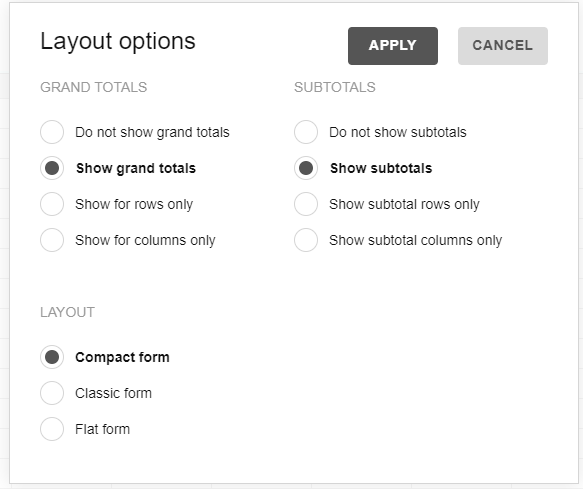 Layout options
APPLY
CANCEL
GRAND TOTALS
Do not show grand totals
Show grand totals
Show for rows only
Show for columns only
SUBTOTALS
Do not show subtotals
Show subtotals
Show subtotal rows only
Show subtotal columns only
LAYOUT
Compact form
Classic form
Flat form